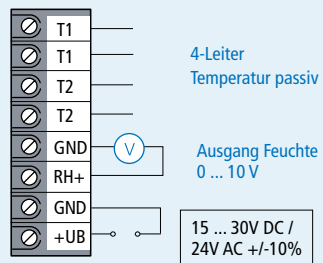 T1
T1
T2
T2
GND
RH+
GND
+UB
V
4-Leiter
Temperatur passiv
Ausgang Feuchte
0 ... 10 V
15 ... 30V DC /
24V AC +/-10%